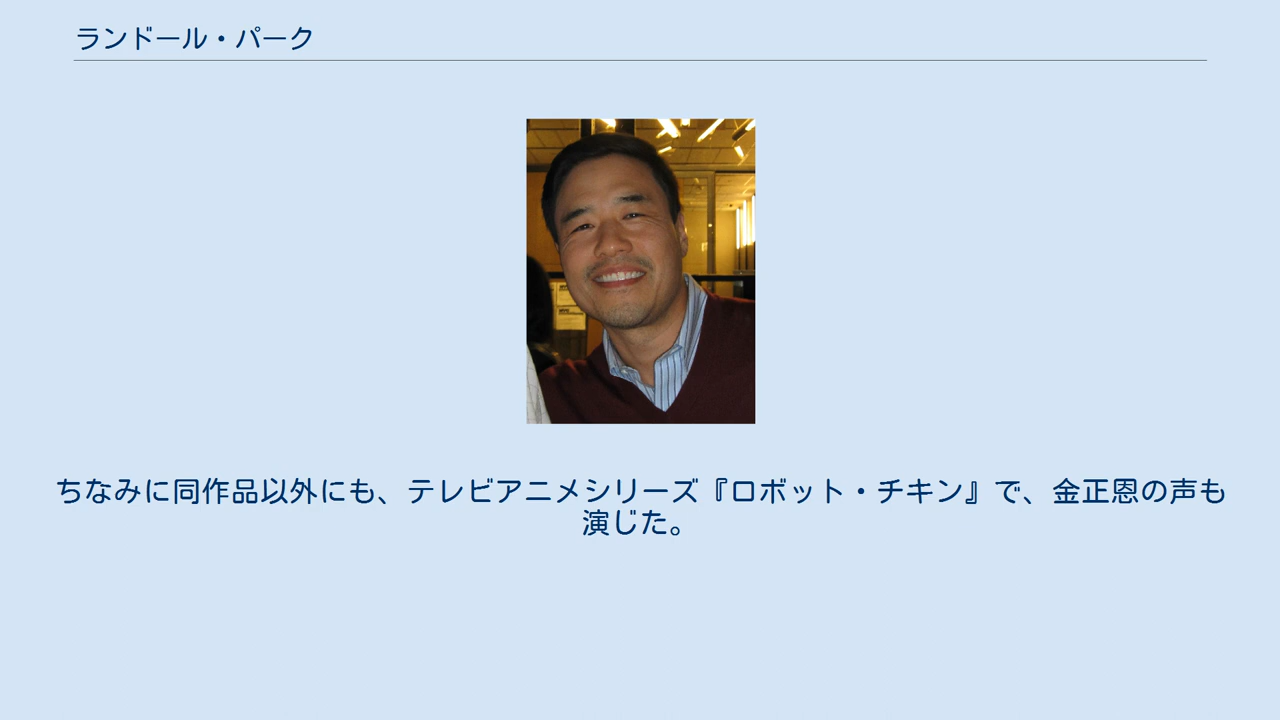 ランドール・パーク
ちなみに同作品以外にも、テレビアニメシリーズ『ロボット・チキン』で、金正恩の声も
演じた。